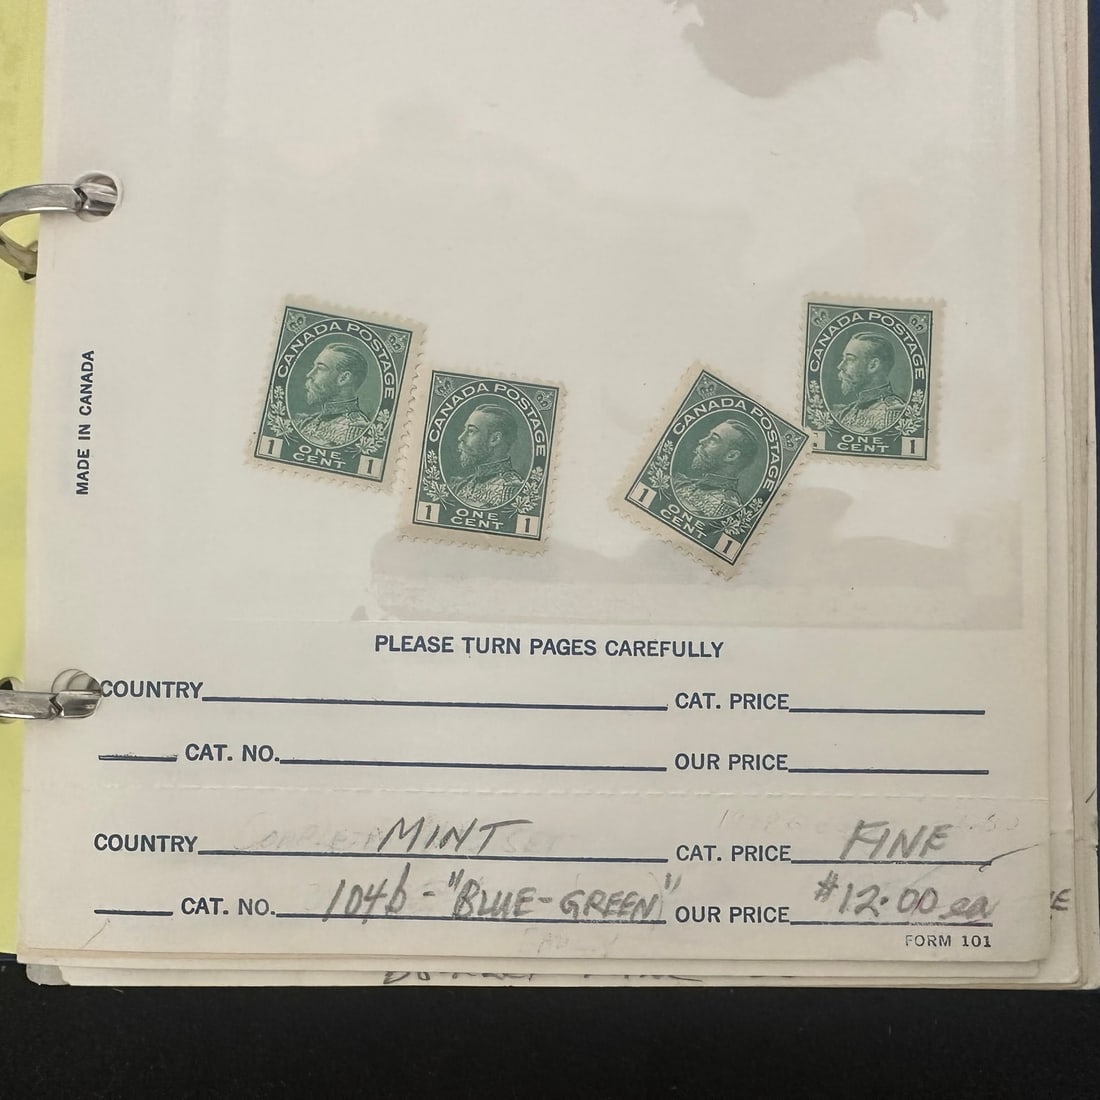 MADE IN CANADA
CANADA POSTAGE
1 ONE CENT 1
CANADA POSTAGE
1 ONE CENT 1
CANADA POSTAGE
1 ONE CENT 1
CANADA POSTAGE
1 ONE CENT 1
PLEASE TURN PAGES CAREFULLY
COUNTRY CAT. PRICE
CAT. NO. OUR PRICE
COUNTRY MINT CAT. PRICE FINE
CAT. NO. 104b - "BLUE-GREEN" OUR PRICE $12.00 ea
FORM 101